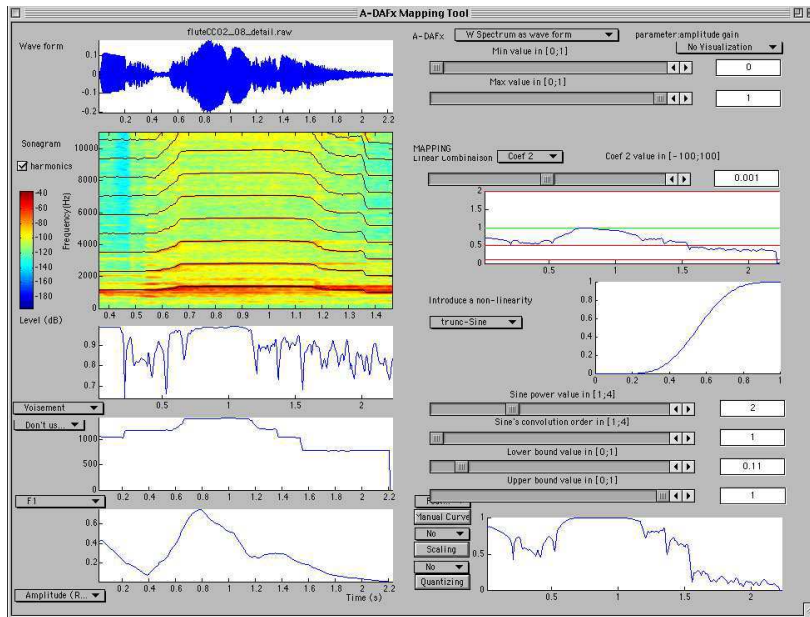 A-DAFx Mapping Tool
fluteCC02_08_detail.raw
Wave form
0.1
0
-0.1
-0.2
0.2 0.4 0.6 0.8 1 1.2 1.4 1.6 1.8 2 2.2
Sonagram
harmonics
-40
-60
-80
-100
-120
-140
-160
-180
Level (dB)
Frequency(Hz)
10000
8000
6000
4000
2000
0
0.4 0.5 0.6 0.7 0.8 0.9 1 1.1 1.2 1.3 1.4
0.9
0.8
0.7
0.5 1 1.5 2
Voisement
Don't us...
1000
500
0
0.2 0.4 0.6 0.8 1 1.2 1.4 1.6 1.8 2 2.2
F1
0.6
0.4
0.2
0.2 0.4 0.6 0.8 1 1.2 1.4 1.6 1.8 2 2.2
Amplitude (R...
Time (s)
A-DAFx
W Spectrum as wave form
parameter:amplitude gain
No Visualization
Min value in [0;1]
0
Max value in [0;1]
1
MAPPING
Linear Combinaison
Coef 2
Coef 2 value in [-100;100]
0.001
2
1.5
1
0.5
0
0.5 1 1.5 2
Introduce a non-linearity
trunc-Sine
1
0.8
0.6
0.4
0.2
0
0 0.2 0.4 0.6 0.8 1
Sine power value in [1;4]
2
Sine's convolution order in [1;4]
1
Lower bound value in [0;1]
0.11
Upper bound value in [0;1]
1
Manual Curve
No
Scaling
No
Quantizing
1
0.5
0
0.5 1 1.5 2